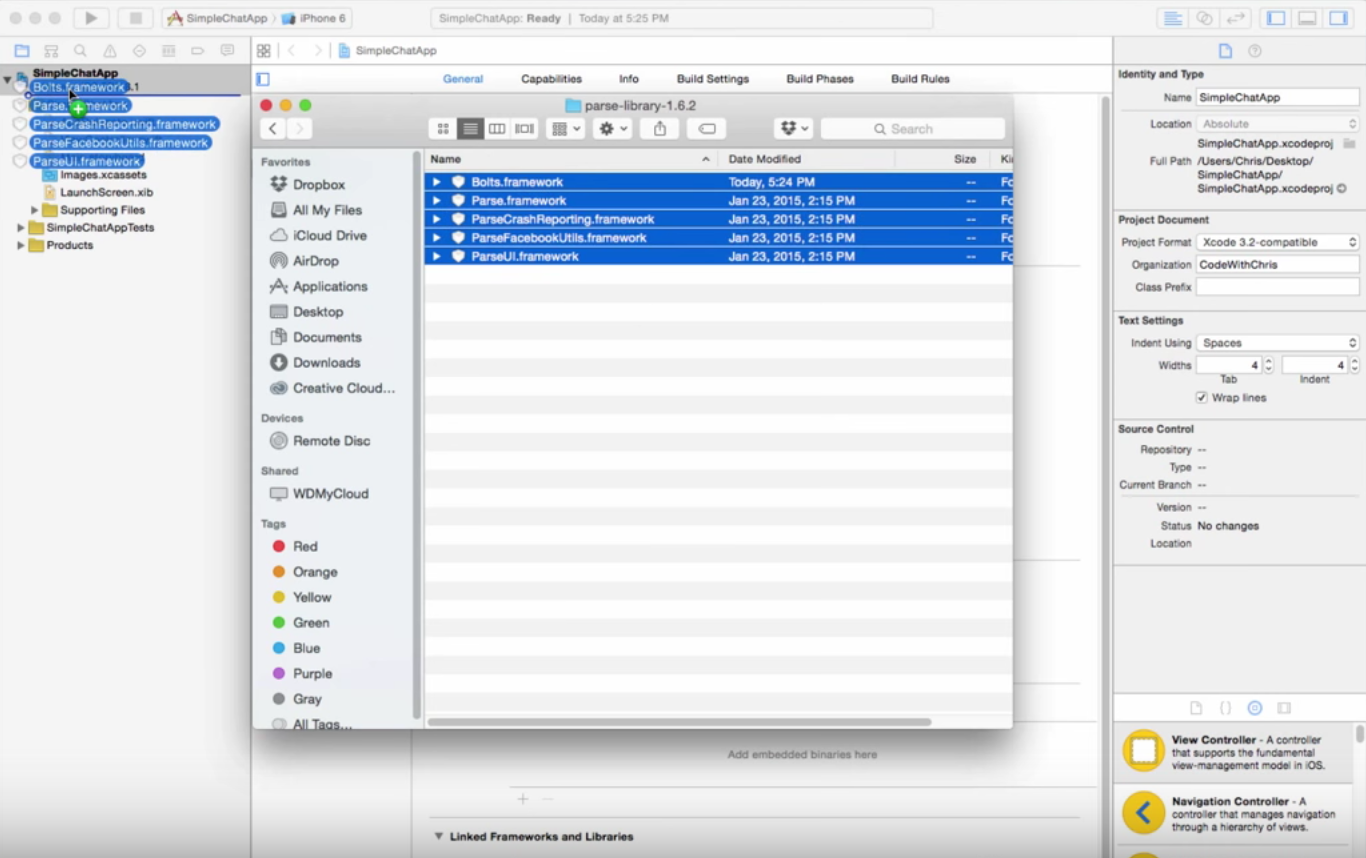 SimpleChatApp
iPhone 6
SimpleChatApp: Ready | Today at 5:25 PM
SimpleChatApp
SimpleChatApp
Bolts.framework
.1
Parse.
mework
ParseCrashReporting.framework
ParseFacebookUtils.framework
ParseUI.framework
Images.xcassets
LaunchScreen.xib
Supporting Files
SimpleChatAppTests
Products
General Capabilities Info Build Settings Build Phases Build Rules
parse-library-1.6.2
Search
Favorites
Dropbox
All My Files
iCloud Drive
AirDrop
Applications
Desktop
Documents
Downloads
Creative Cloud...
Devices
Remote Disc
Shared
WDMyCloud
Tags
Red
Orange
Yellow
Green
Blue
Purple
Gray
All Tags...
Name Date Modified Size Ki
Bolts.framework Today, 5:24 PM -- Fo
Parse.framework Jan 23, 2015, 2:15 PM -- Fo
ParseCrashReporting.framework Jan 23, 2015, 2:15 PM -- Fo
ParseFacebookUtils.framework Jan 23, 2015, 2:15 PM -- Fo
ParseUI.framework Jan 23, 2015, 2:15 PM -- Fo
Add embedded binaries here
Linked Frameworks and Libraries
Identity and Type
Name SimpleChatApp
Location Absolute
SimpleChatApp.xcodeproj
Full Path /Users/Chris/Desktop/
SimpleChatApp/
SimpleChatApp.xcodeproj
Project Document
Project Format Xcode 3.2-compatible
Organization CodeWithChris
Class Prefix
Text Settings
Indent Using Spaces
Widths 4 4
Tab Indent
Wrap lines
Source Control
Repository --
Type --
Current Branch --
Version --
Status No changes
Location
View Controller - A controller
that supports the fundamental
view-management model in iOS.
Navigation Controller - A
controller that manages navigation
through a hierarchy of views.